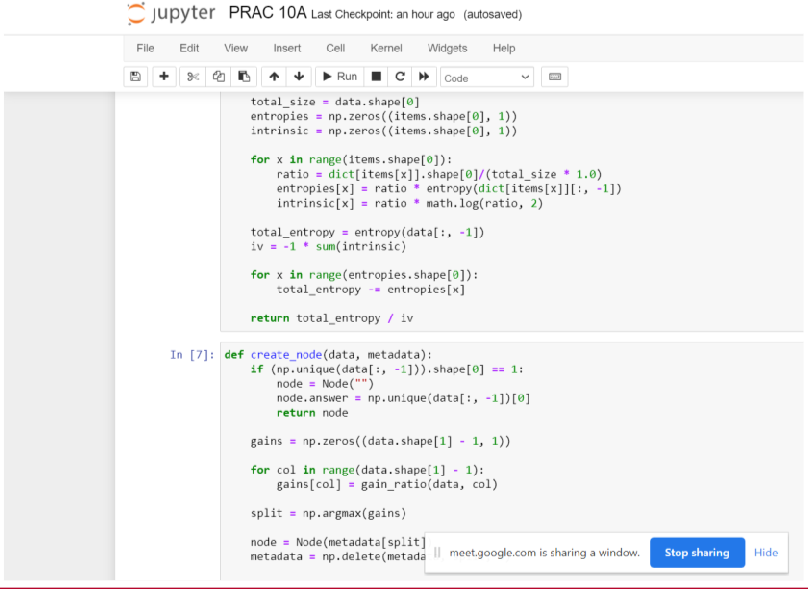 jupyter PRAC 10A Last Checkpoint: an hour ago (autosaved)
File Edit View Insert Cell Kernel Widgets Help
Run Code
total_size = data.shape[0]
entropies = np.zeros((items.shape[0], 1))
intrinsic = np.zeros((items.shape[0], 1))
for x in range(items.shape[0]):
ratio = dict[items[x]].shape[0]/(total_size * 1.0)
entropies[x] = ratio * entropy(dict[items[x]][:, -1])
intrinsic[x] = ratio * math.log(ratio, 2)
total_entropy = entropy(data[:, -1])
iv = -1 * sum(intrinsic)
for x in range(entropies.shape[0]):
total_entropy -= entropies[x]
return total_entropy / iv
In [7]: def create_node(data, metadata):
if (np.unique(data[:, -1])).shape[0] == 1:
node = Node("")
node.answer = np.unique(data[:, -1])[0]
return node
gains = np.zeros((data.shape[1] - 1, 1))
for col in range(data.shape[1] - 1):
gains[col] = gain_ratio(data, col)
split = np.argmax(gains)
node = Node(metadata[split]
metadata = np.delete(metada
meet.google.com is sharing a window. Stop sharing Hide